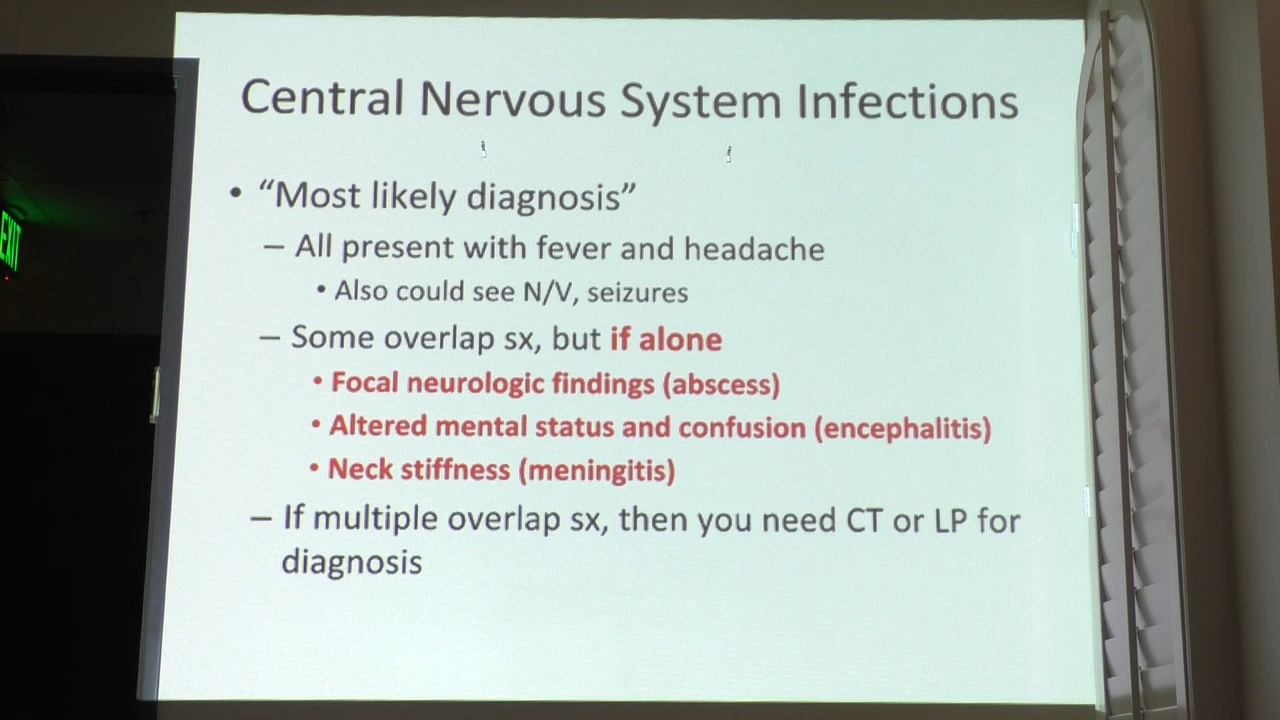 Central Nervous System Infections
• “Most likely diagnosis”
– All present with fever and headache
• Also could see N/V, seizures
– Some overlap sx, but if alone
• Focal neurologic findings (abscess)
• Altered mental status and confusion (encephalitis)
• Neck stiffness (meningitis)
– If multiple overlap sx, then you need CT or LP for
diagnosis
EXIT